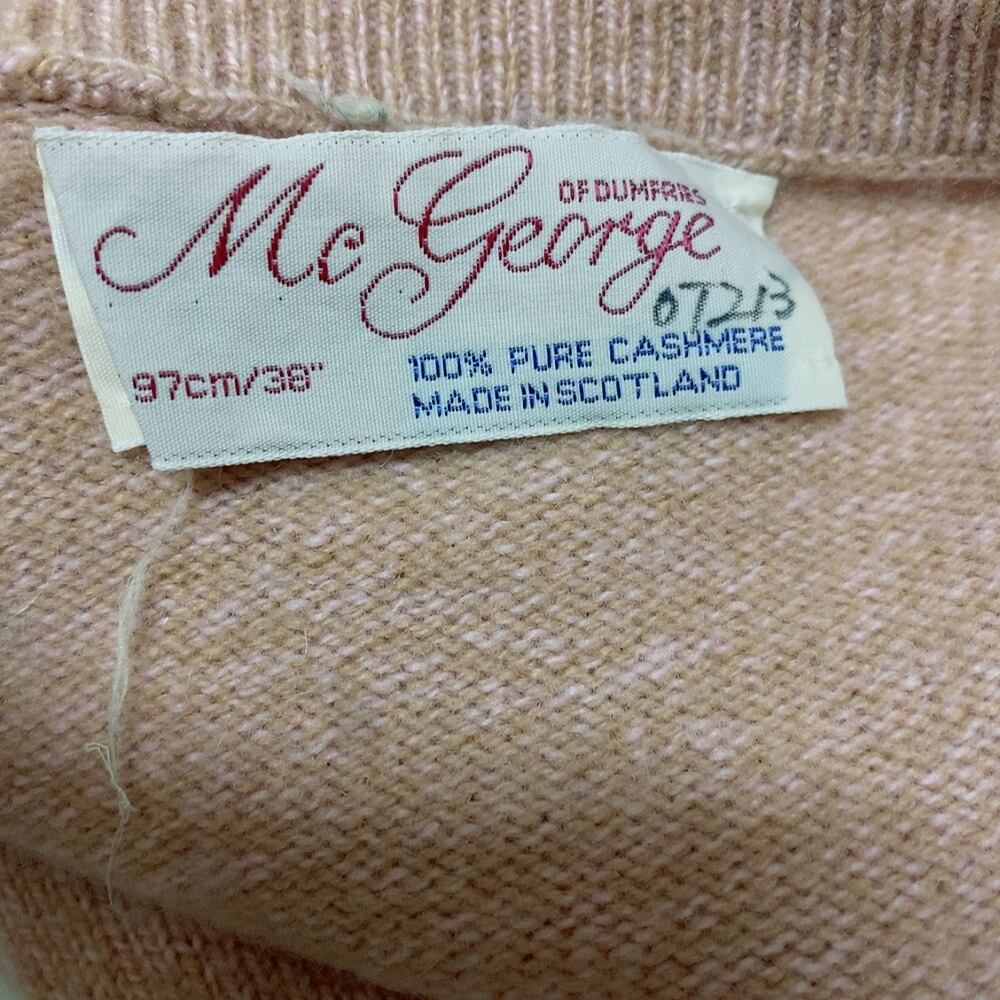 OF DUMFRIES
Mc George
07213
97cm/38"
100% PURE CASHMERE
MADE IN SCOTLAND